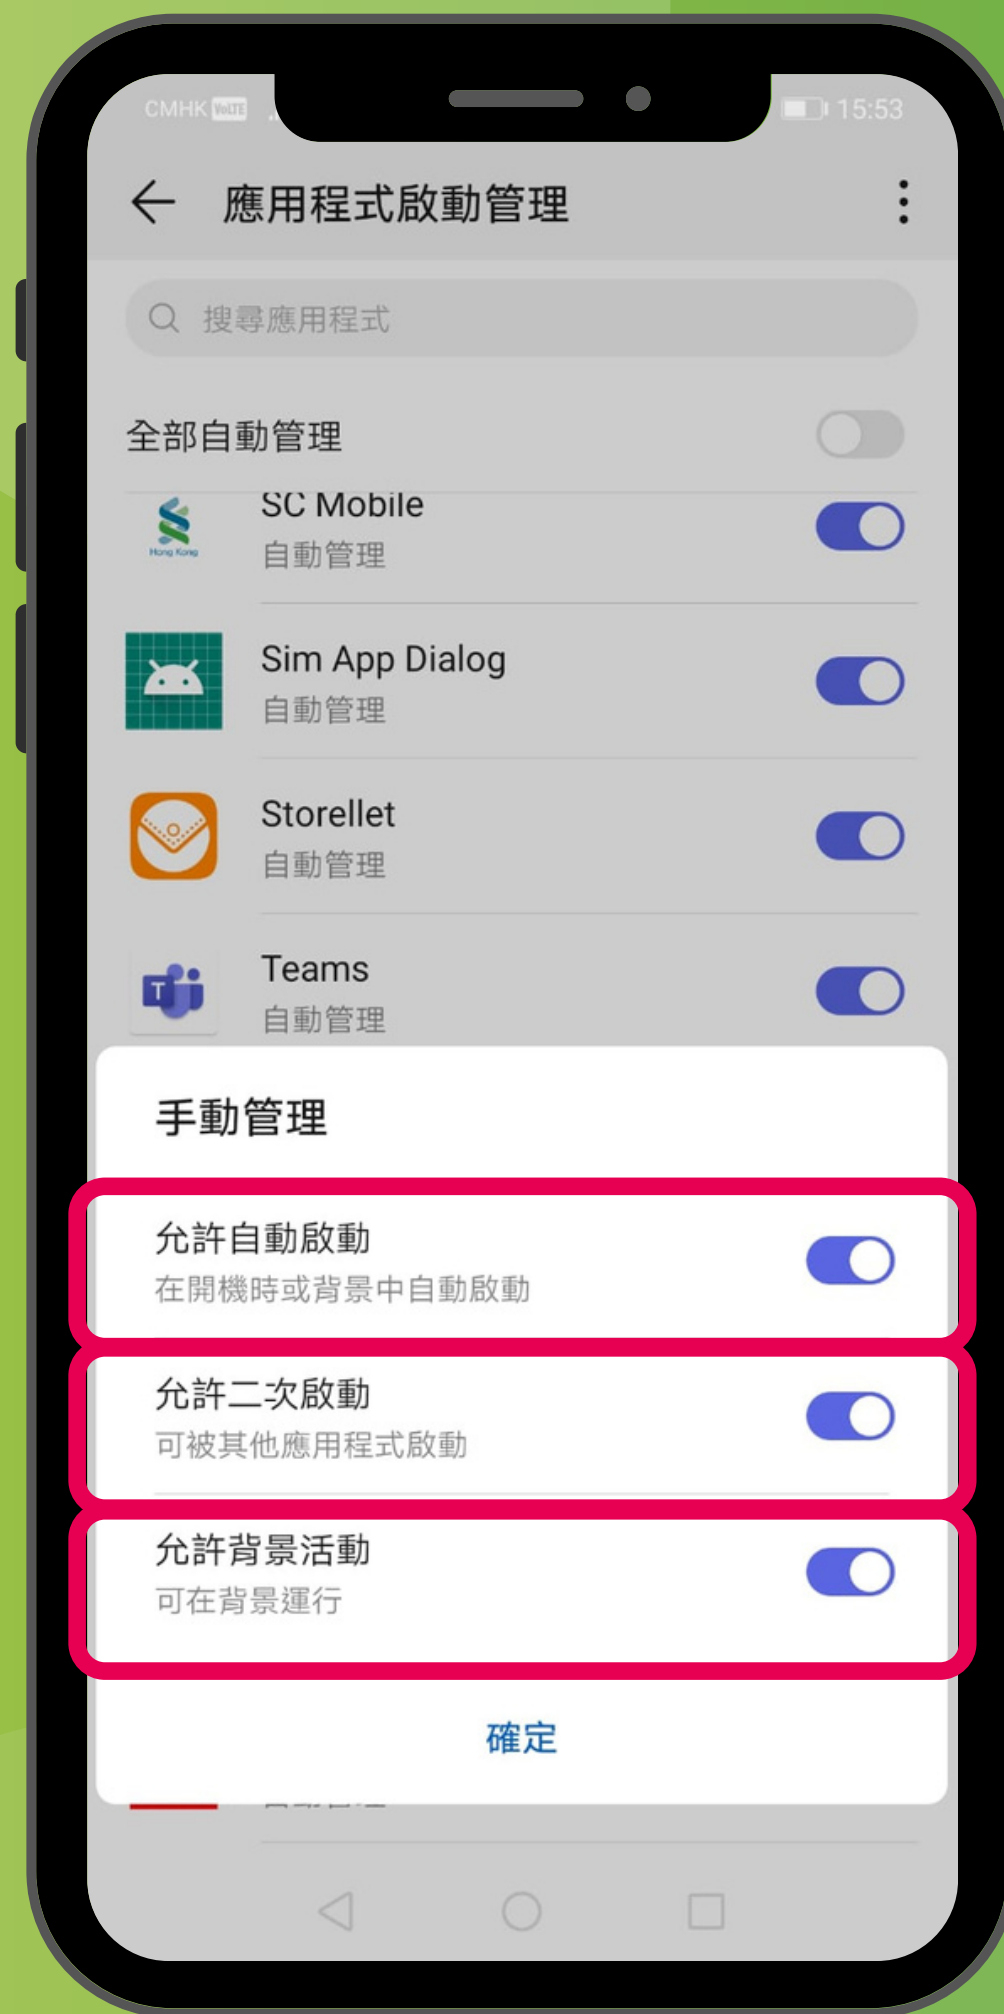 CMHK VoLTE
15:53
應用程式啟動管理
搜尋應用程式
全部自動管理
SC Mobile
Hong Kong
自動管理
Sim App Dialog
自動管理
Storellet
自動管理
T
Teams
自動管理
手動管理
允許自動啟動
在開機時或背景中自動啟動
允許二次啟動
可被其他應用程式啟動
允許背景活動
可在背景運行
確定